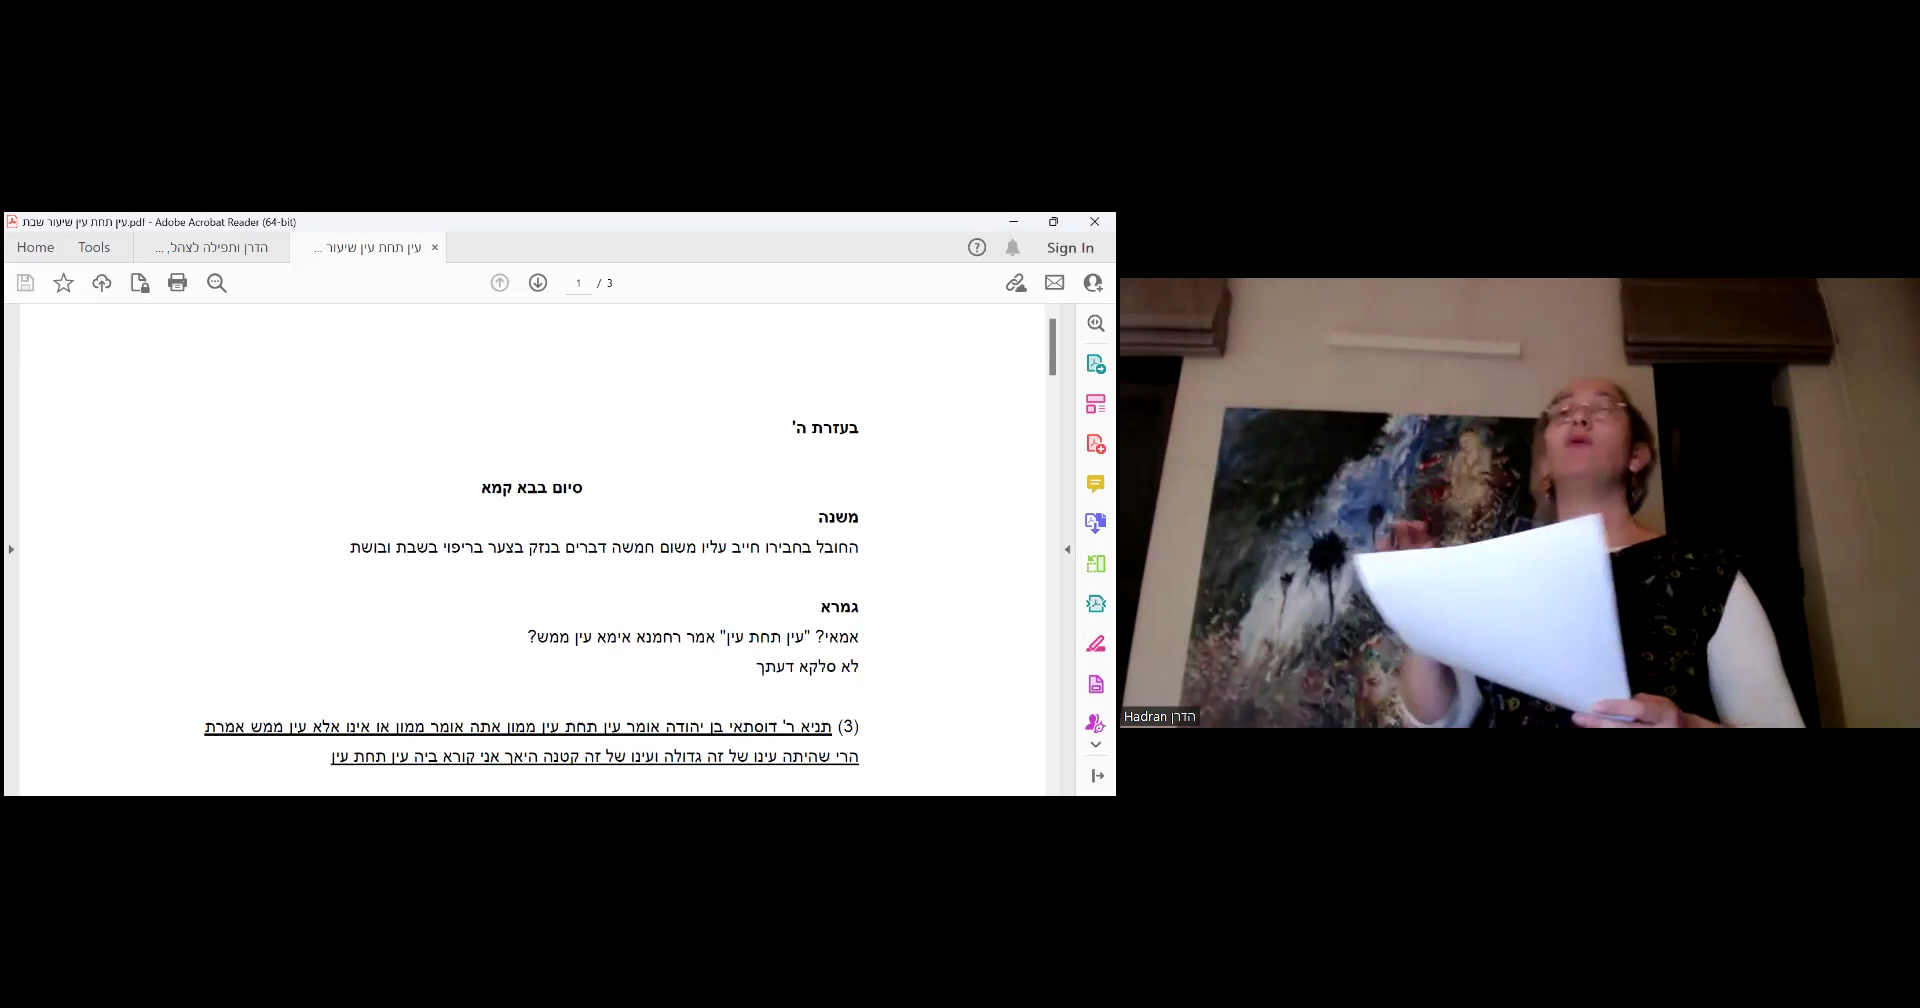 עין תחת עין שיעור שבת.pdf - Adobe Acrobat Reader (64-bit)
Home Tools הדרן ותפילה לצהל, ... עין תחת עין שיעור ... × Sign In
1 / 3
בעזרת ה'
סיום בבא קמא
משנה
החובל בחבירו חייב עליו משום חמשה דברים בנזק בצער בריפוי בשבת ובושת
גמרא
אמאי? "עין תחת עין" אמר רחמנא אימא עין ממש?
לא סלקא דעתך
(3) תניא ר' דוסתאי בן יהודה אומר עין תחת עין ממון אתה אומר ממון או אינו אלא עין ממש אמרת
הרי שהיתה עינו של זה גדולה ועינו של זה קטנה היאך אני קורא ביה עין תחת עין
Hadran הדרן